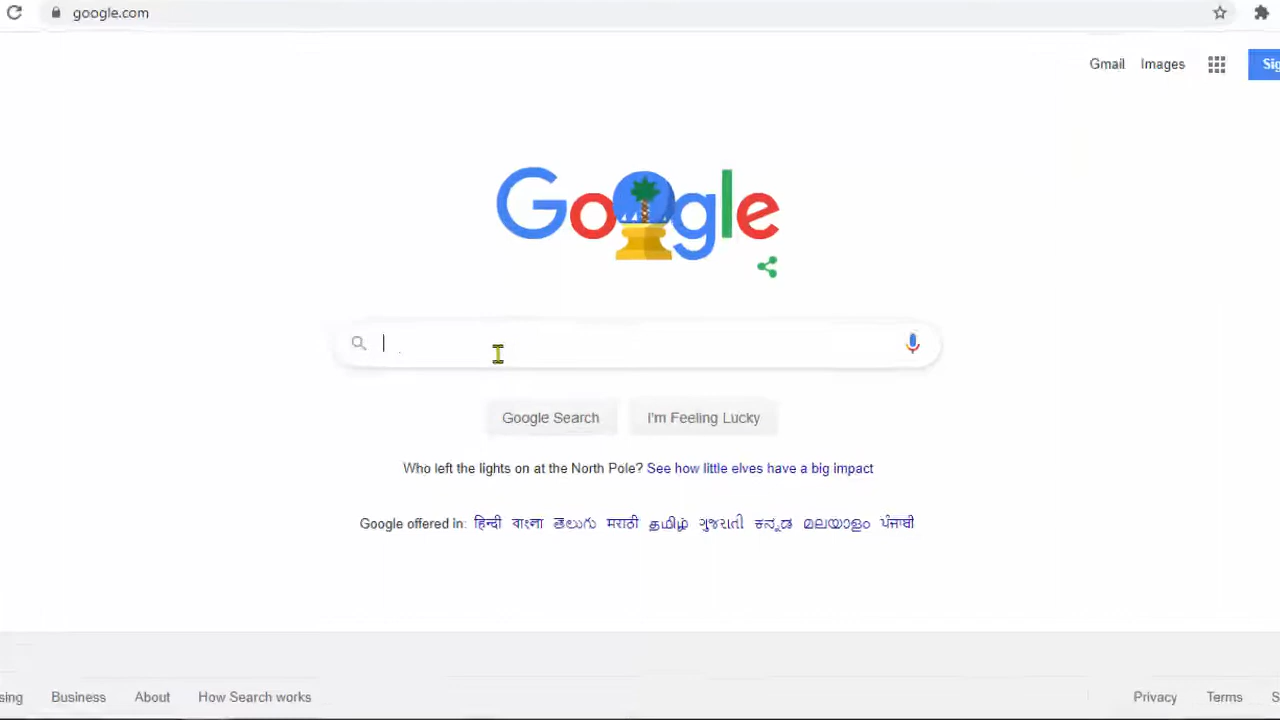 google.com
Gmail Images
Google
Google Search I'm Feeling Lucky
Who left the lights on at the North Pole? See how little elves have a big impact
Google offered in: हिन्दी বাংলা తెలుగు मराठी தமிழ் ગુજરાતી ಕನ್ನಡ മലയാളം ਪੰਜਾਬੀ
Business About How Search works Privacy Terms